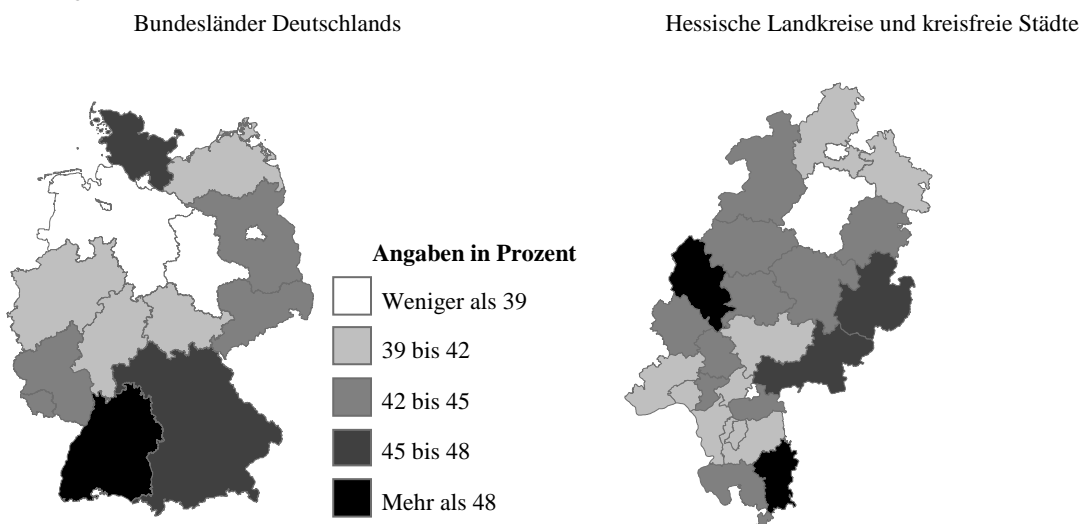 Bundesländer Deutschlands
Hessische Landkreise und kreisfreie Städte
Angaben in Prozent
Weniger als 39
39 bis 42
42 bis 45
45 bis 48
Mehr als 48